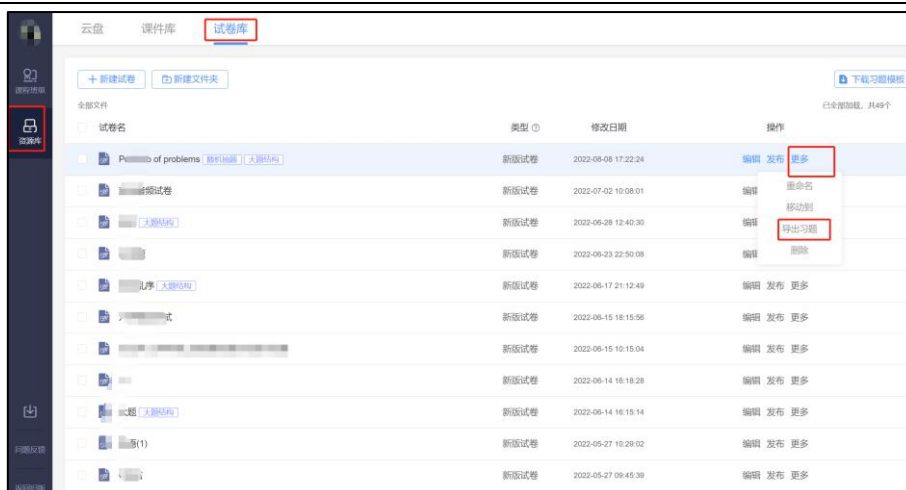 云盘 课件库 试卷库
课程班级
资源库
+ 新建试卷 新建文件夹 下载习题模板
全部文件 已全部加载，共49个
试卷名 类型 修改日期 操作
of problems 随机抽题 大题结构 新版试卷 2022-08-08 17:22:24 编辑 发布 更多
重命名
音频试卷 新版试卷 2022-07-02 10:08:01
移动到
大题结构 新版试卷 2022-06-28 12:40:30
导出习题
新版试卷 2022-06-23 22:50:08
删除
乱序 大题结构 新版试卷 2022-06-17 21:12:49 编辑 发布 更多
试 新版试卷 2022-06-15 18:15:56 编辑 发布 更多
新版试卷 2022-06-15 10:15:04 编辑 发布 更多
新版试卷 2022-06-14 16:18:28 编辑 发布 更多
题 大题结构 新版试卷 2022-06-14 16:15:14 编辑 发布 更多
(1) 新版试卷 2022-05-27 10:29:02 编辑 发布 更多
新版试卷 2022-05-27 09:45:39 编辑 发布 更多
问题反馈